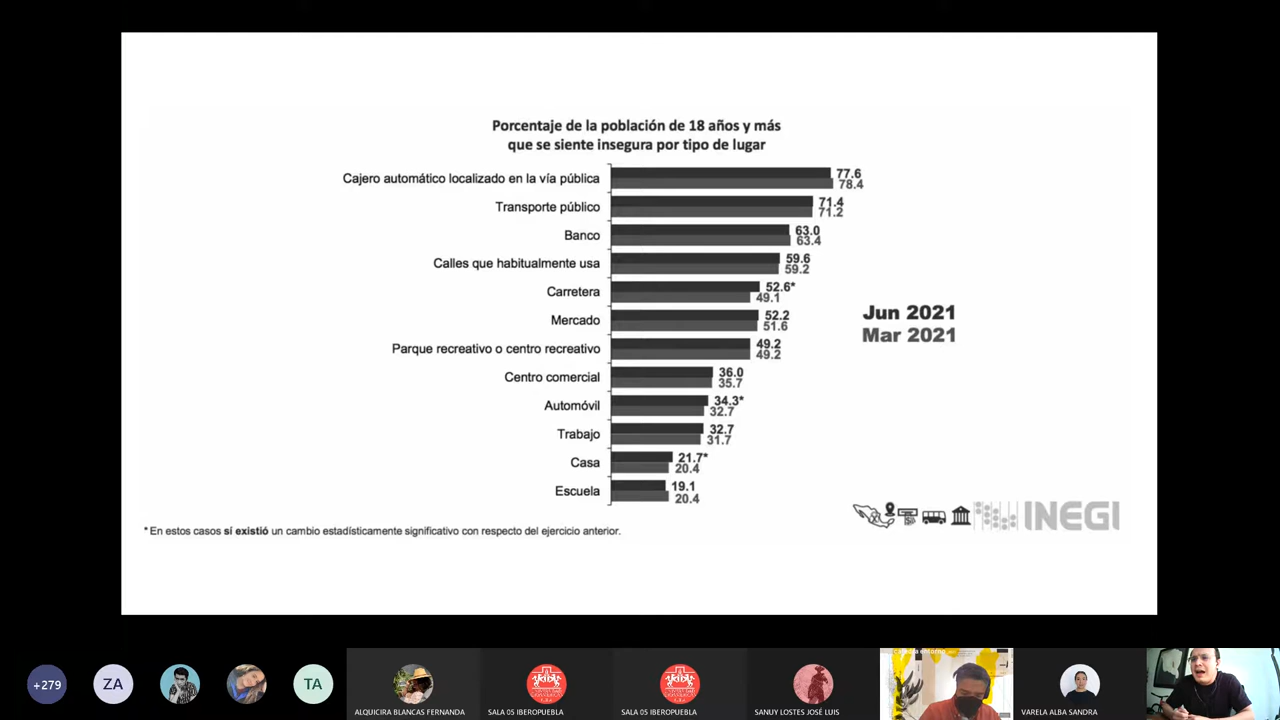 Porcentaje de la población de 18 años y más
que se siente insegura por tipo de lugar
Cajero automático localizado en la vía pública
77.6
78.4
Transporte público
71.4
71.2
Banco
63.0
63.4
Calles que habitualmente usa
59.6
59.2
Carretera
52.6*
49.1
Mercado
52.2
51.6
Parque recreativo o centro recreativo
49.2
49.2
Centro comercial
36.0
35.7
Automóvil
34.3*
32.7
Trabajo
32.7
31.7
Casa
21.7*
20.4
Escuela
19.1
20.4
Jun 2021
Mar 2021
INEGI
* En estos casos sí existió un cambio estadísticamente significativo con respecto del ejercicio anterior.
+279
ZA
TA
ALQUICIRA BLANCAS FERNANDA
SALA 05 IBEROPUEBLA
SALA 05 IBEROPUEBLA
SANUY LOSTES JOSÉ LUIS
VARELA ALBA SANDRA